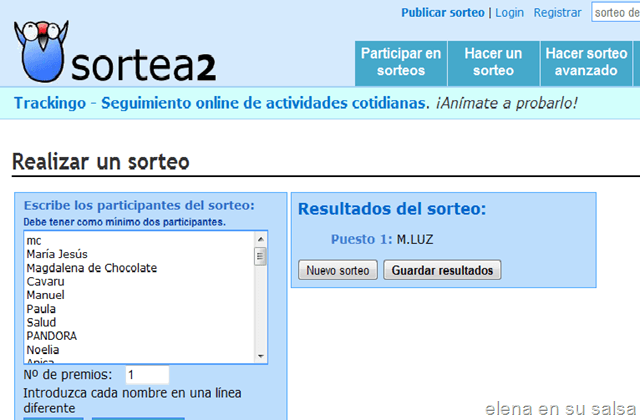 Publicar sorteo | Login Registrar sorteo de
sortea2
Participar en sorteos
Hacer un sorteo
Hacer sorteo avanzado
Trackingo - Seguimiento online de actividades cotidianas. ¡Anímate a probarlo!
Realizar un sorteo
Escribe los participantes del sorteo:
Debe tener como mínimo dos participantes.
mc
María Jesús
Magdalena de Chocolate
Cavaru
Manuel
Paula
Salud
PANDORA
Noelia
Nº de premios: 1
Introduzca cada nombre en una línea
diferente
Resultados del sorteo:
Puesto 1: M.LUZ
Nuevo sorteo Guardar resultados
elena en su salsa